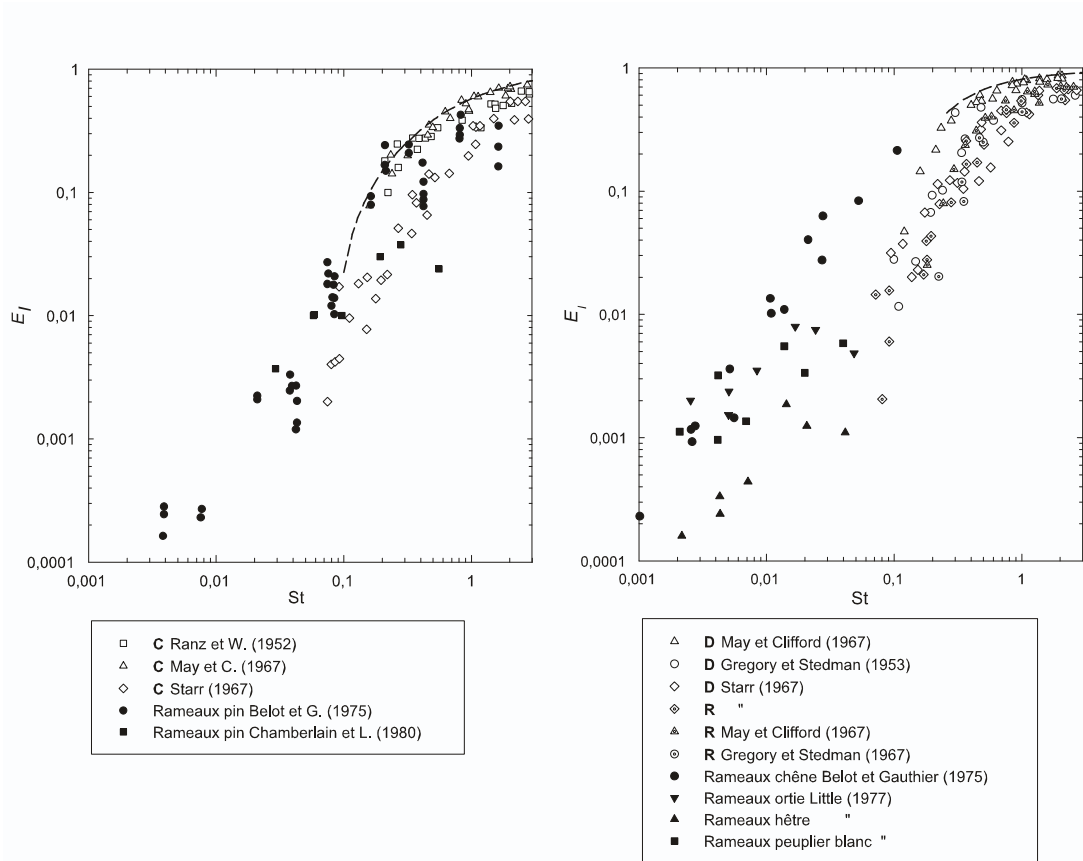 1
0,1
0,01
0,001
0,0001
0,001
0,01
0,1
1
E_I
St
C Ranz et W. (1952)
C May et C. (1967)
C Starr (1967)
Rameaux pin Belot et G. (1975)
Rameaux pin Chamberlain et L. (1980)
1
0,1
0,01
0,001
0,0001
0,001
0,01
0,1
1
E_I
St
D May et Clifford (1967)
D Gregory et Stedman (1953)
D Starr (1967)
R "
R May et Clifford (1967)
R Gregory et Stedman (1967)
Rameaux chêne Belot et Gauthier (1975)
Rameaux ortie Little (1977)
Rameaux hêtre "
Rameaux peuplier blanc "